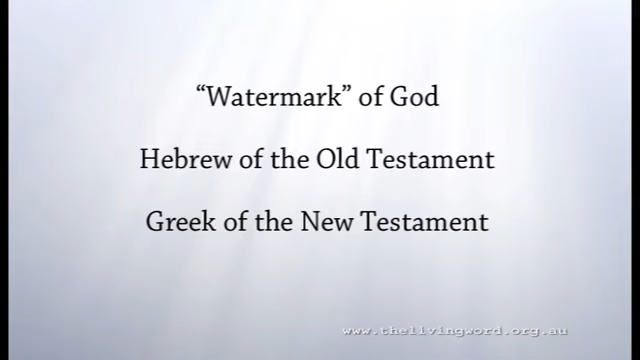 “Watermark” of God
Hebrew of the Old Testament
Greek of the New Testament
www.thelivingword.org.au